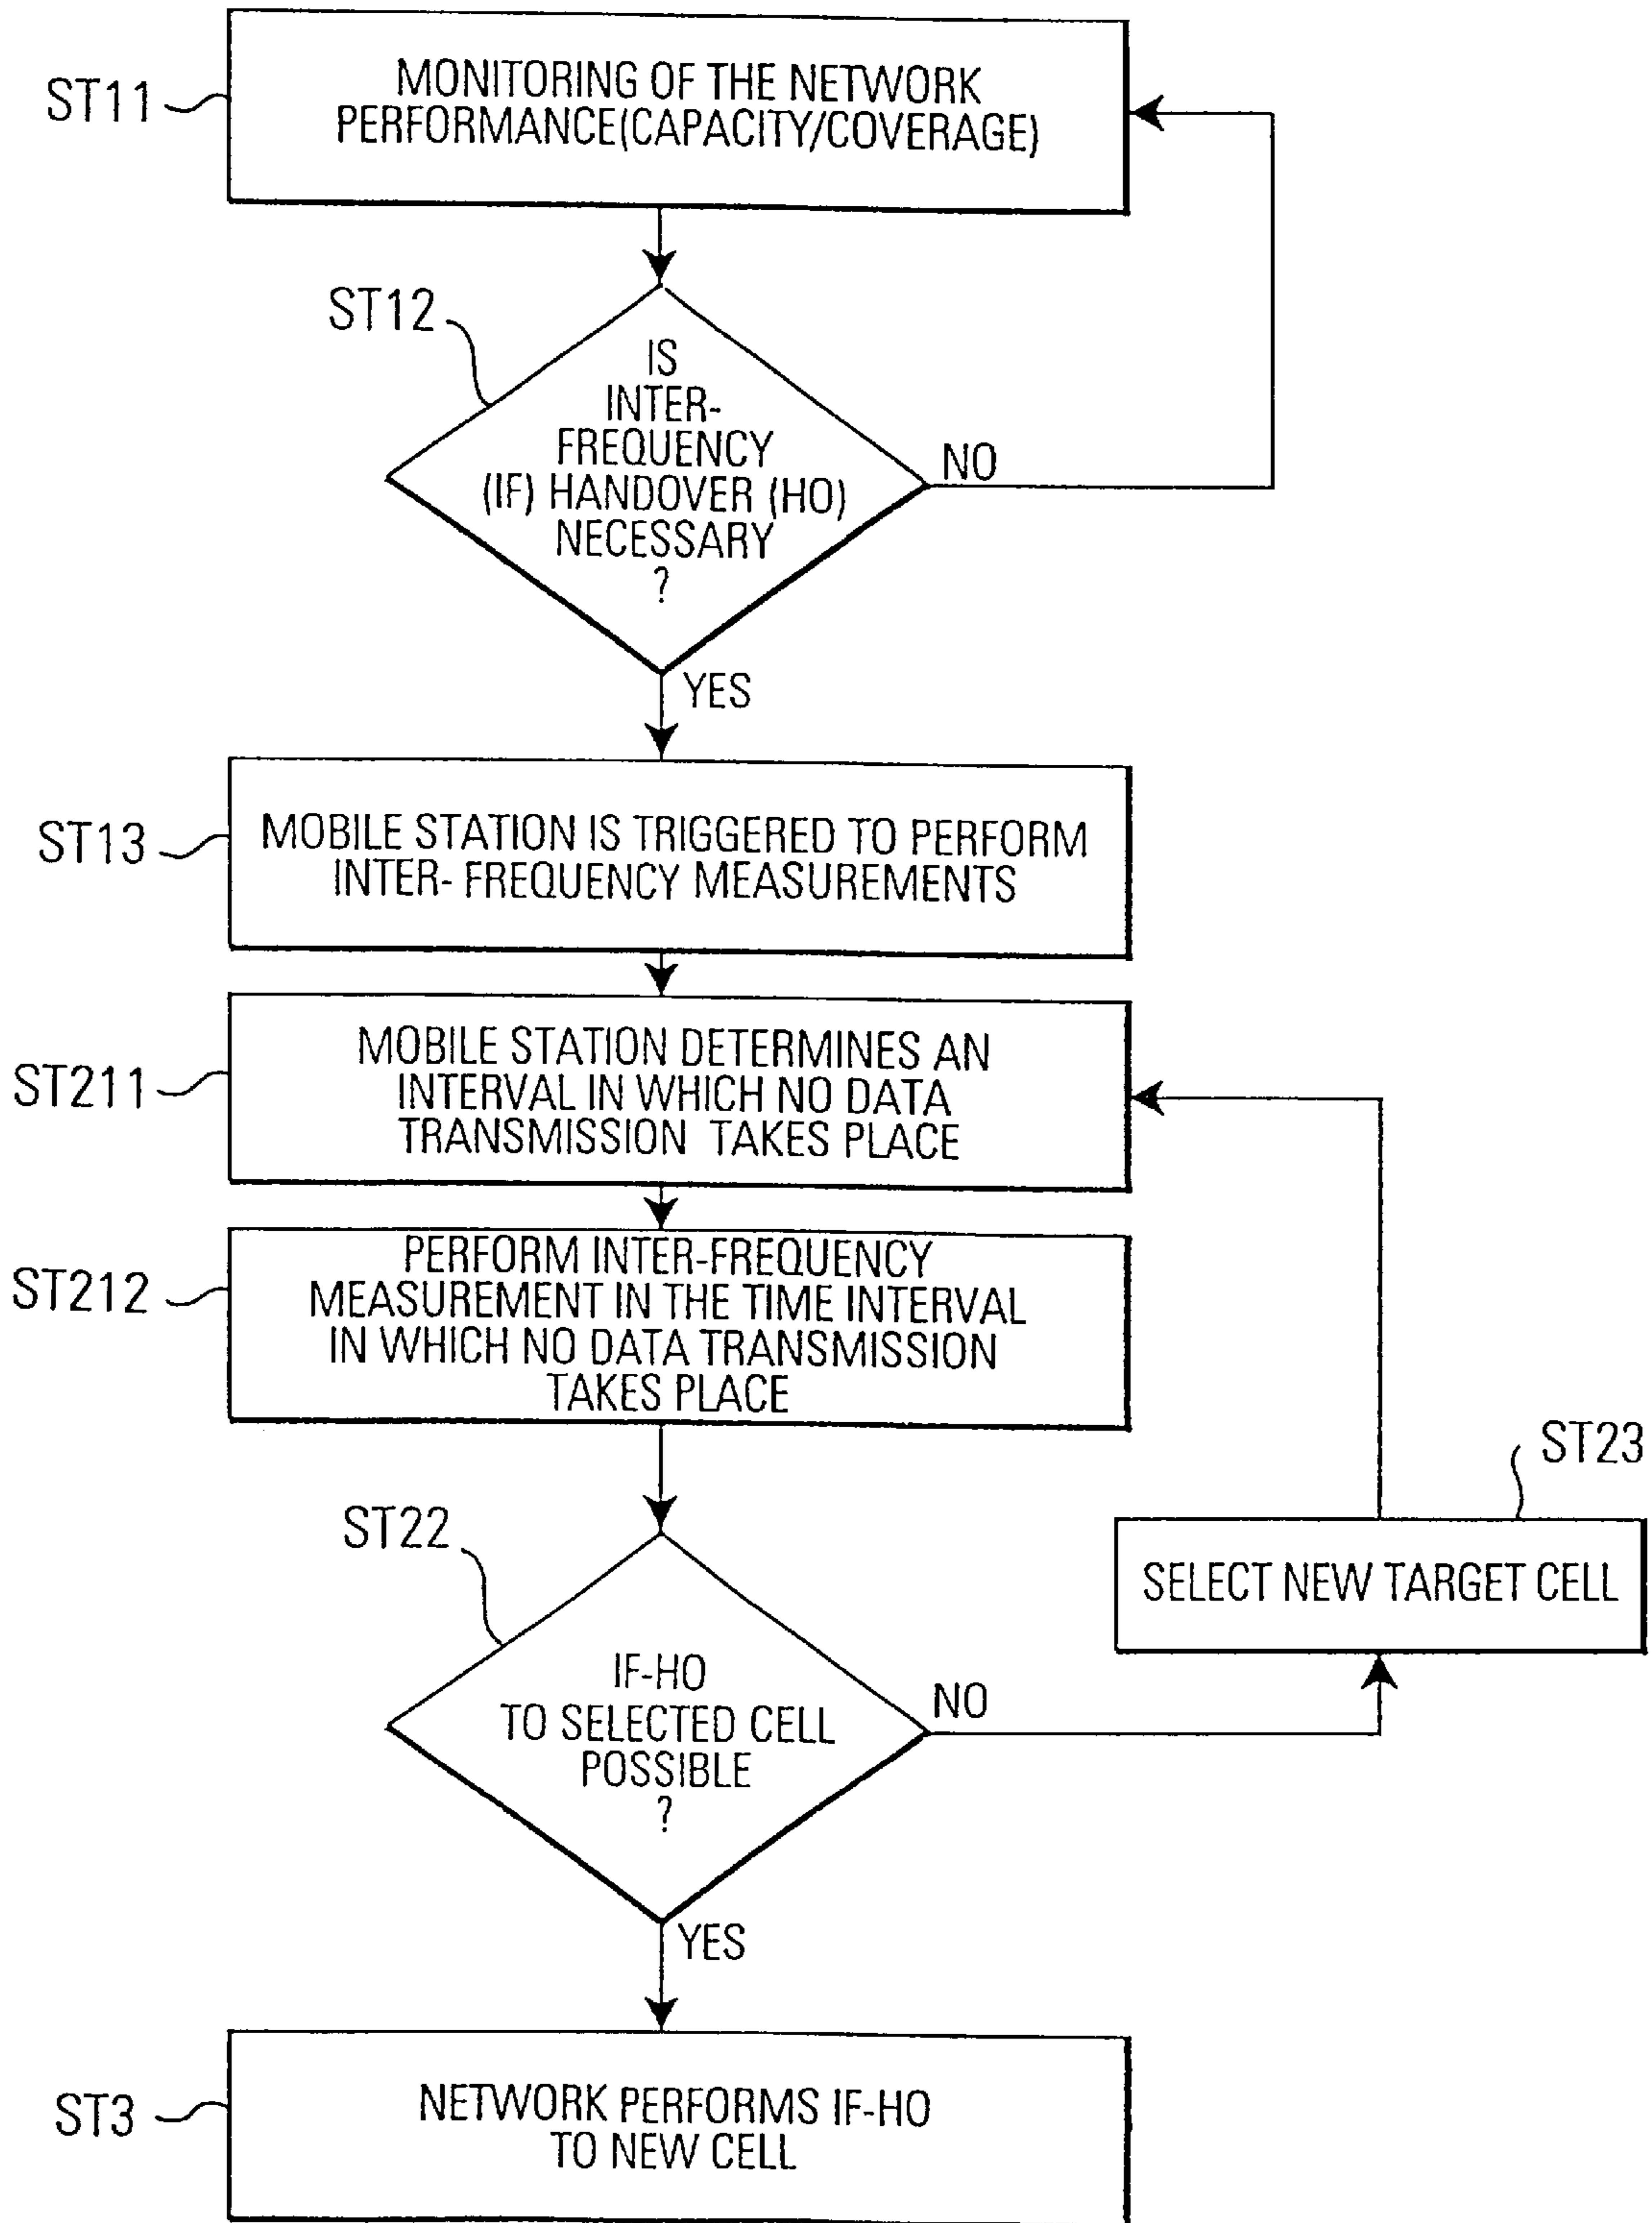 ST11
MONITORING OF THE NETWORK
PERFORMANCE(CAPACITY/COVERAGE)
ST12
IS
INTER-
FREQUENCY
(IF) HANDOVER (HO)
NECESSARY
?
NO
YES
ST13
MOBILE STATION IS TRIGGERED TO PERFORM
INTER- FREQUENCY MEASUREMENTS
ST211
MOBILE STATION DETERMINES AN
INTERVAL IN WHICH NO DATA
TRANSMISSION TAKES PLACE
ST212
PERFORM INTER-FREQUENCY
MEASUREMENT IN THE TIME INTERVAL
IN WHICH NO DATA TRANSMISSION
TAKES PLACE
ST23
SELECT NEW TARGET CELL
ST22
IF-HO
TO SELECTED CELL
POSSIBLE
?
NO
YES
ST3
NETWORK PERFORMS IF-HO
TO NEW CELL